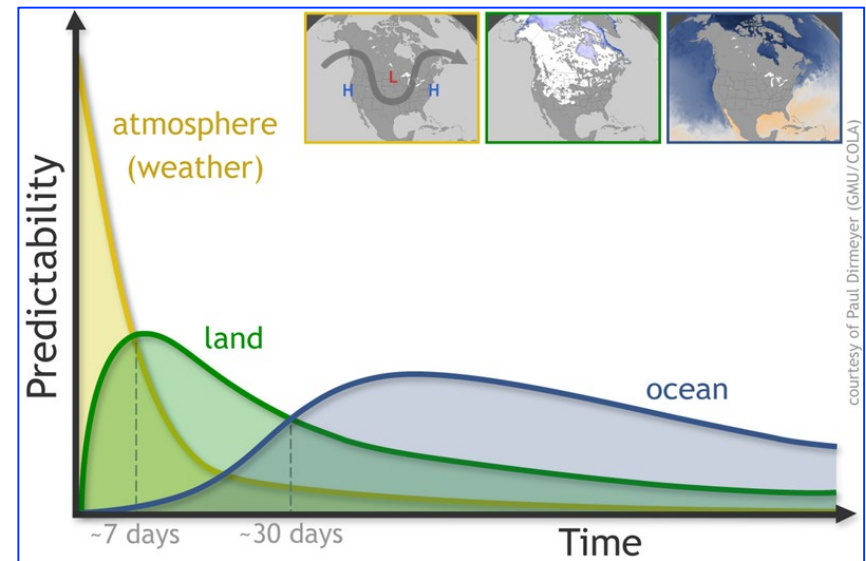 H
L
H
atmosphere
(weather)
land
ocean
Predictability
~7 days
~30 days
Time
courtesy of Paul Dirmeyer (GMU/COLA)